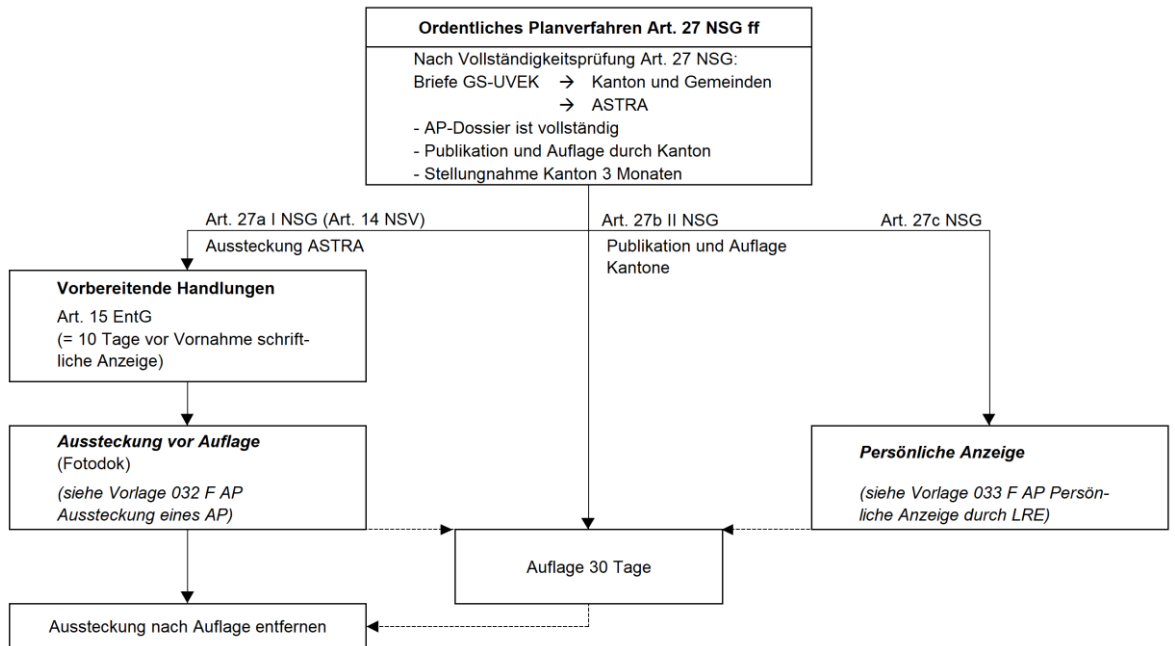 Ordentliches Planverfahren Art. 27 NSG ff
Nach Vollständigkeitsprüfung Art. 27 NSG:
Briefe GS-UVEK → Kanton und Gemeinden
→ ASTRA
- AP-Dossier ist vollständig
- Publikation und Auflage durch Kanton
- Stellungnahme Kanton 3 Monaten
Art. 27a I NSG (Art. 14 NSV)
Aussteckung ASTRA
Art. 27b II NSG
Publikation und Auflage
Kantone
Art. 27c NSG
Vorbereitende Handlungen
Art. 15 EntG
(= 10 Tage vor Vornahme schrift-
liche Anzeige)
Aussteckung vor Auflage
(Fotodok)
(siehe Vorlage 032 F AP
Aussteckung eines AP)
Persönliche Anzeige
(siehe Vorlage 033 F AP Persön-
liche Anzeige durch LRE)
Auflage 30 Tage
Aussteckung nach Auflage entfernen